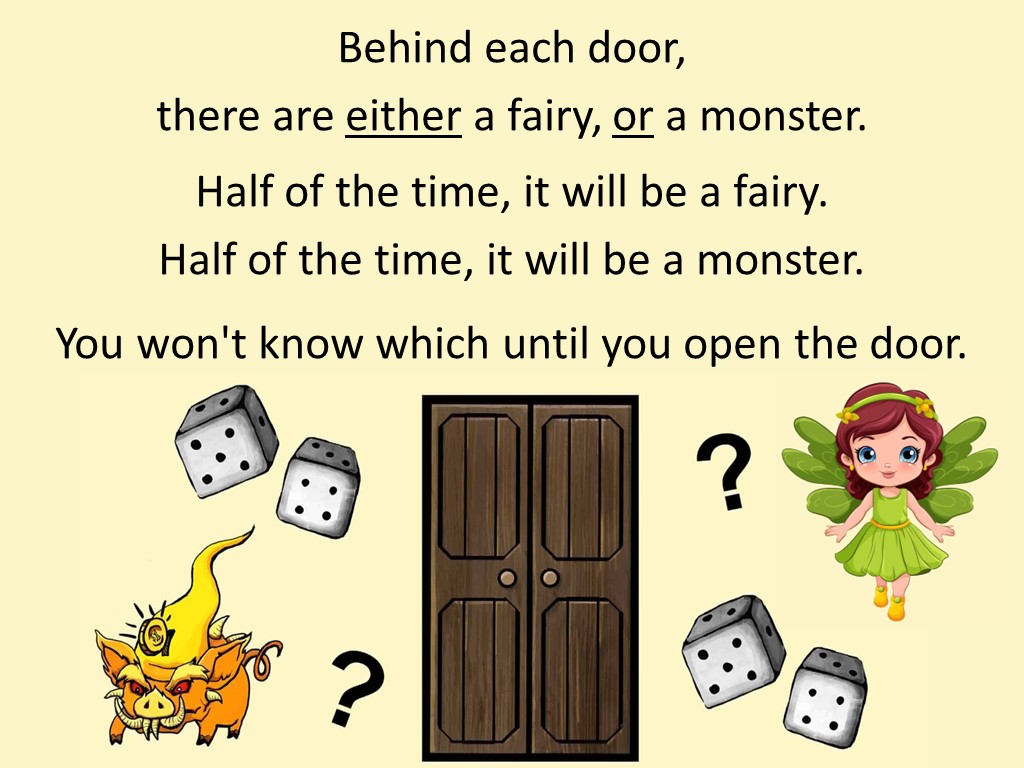 Behind each door,
there are either a fairy, or a monster.
Half of the time, it will be a fairy.
Half of the time, it will be a monster.
You won't know which until you open the door.
?
?